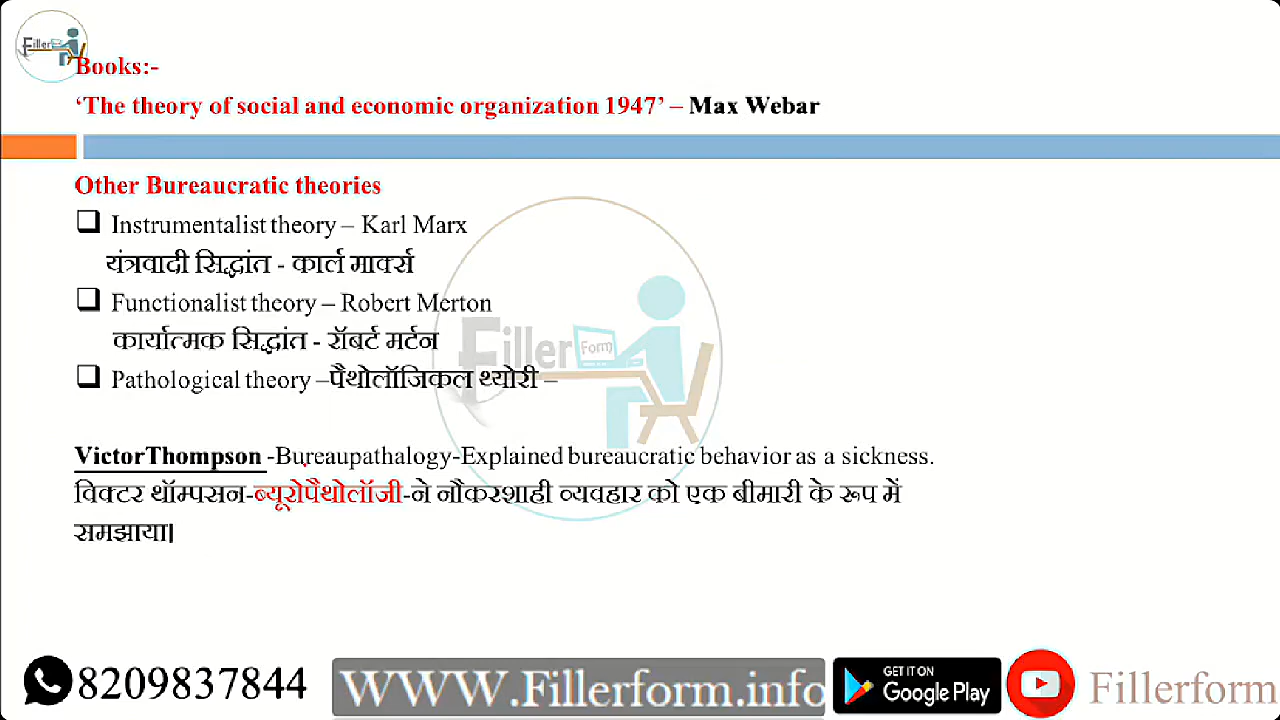 Filler
Books:-
‘The theory of social and economic organization 1947’ – Max Webar
Other Bureaucratic theories
Instrumentalist theory – Karl Marx
यंत्रवादी सिद्धांत - कार्ल मार्क्स
Functionalist theory – Robert Merton
कार्यात्मक सिद्धांत - रॉबर्ट मर्टन
Filler Form
Pathological theory –पैथोलॉजिकल थ्योरी –
VictorThompson -Bureaupathalogy-Explained bureaucratic behavior as a sickness.
विक्टर थॉम्पसन-ब्यूरोपैथोलॉजी-ने नौकरशाही व्यवहार को एक बीमारी के रूप में
समझाया।
8209837844
WWW.Fillerform.info
GET IT ON
Google Play
Fillerform